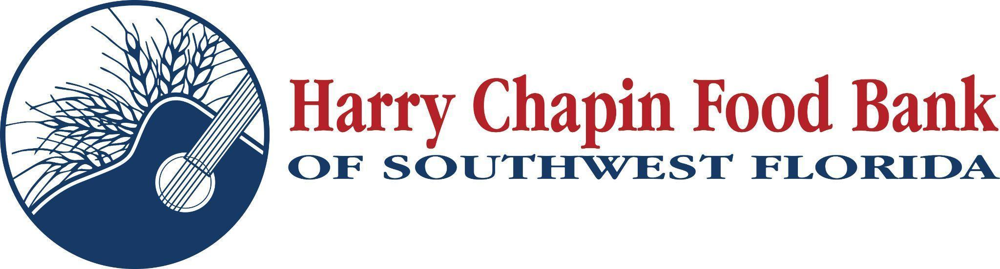 Harry Chapin Food Bank
OF SOUTHWEST FLORIDA